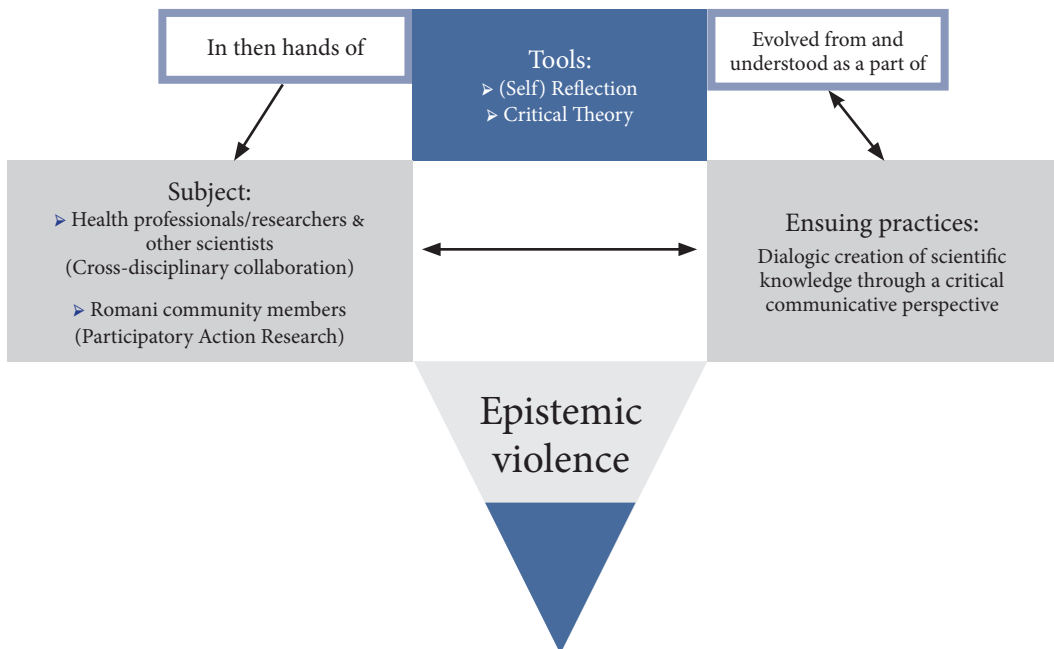 In then hands of
Tools:
➢ (Self) Reflection
➢ Critical Theory
Evolved from and
understood as a part of
Subject:
➢ Health professionals/researchers &
other scientists
(Cross-disciplinary collaboration)
➢ Romani community members
(Participatory Action Research)
Ensuing practices:
Dialogic creation of scientific
knowledge through a critical
communicative perspective
Epistemic
violence